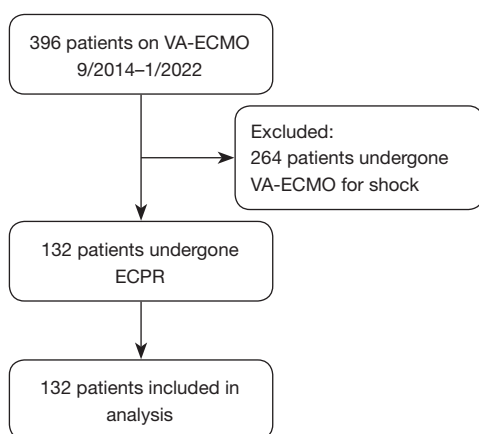 396 patients on VA-ECMO
9/2014–1/2022
Excluded:
264 patients undergone
VA-ECMO for shock
132 patients undergone
ECPR
132 patients included in
analysis